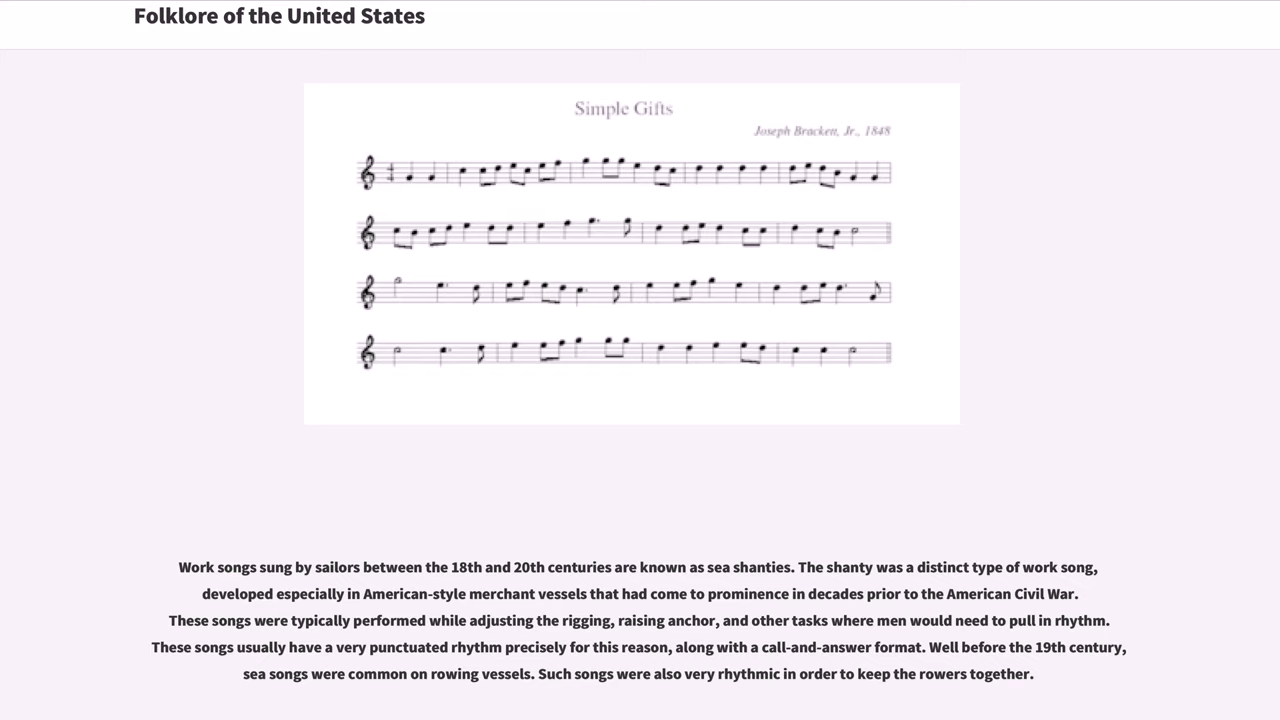 Folklore of the United States
Simple Gifts
Joseph Brackett, Jr., 1848
Work songs sung by sailors between the 18th and 20th centuries are known as sea shanties. The shanty was a distinct type of work song,
developed especially in American-style merchant vessels that had come to prominence in decades prior to the American Civil War.
These songs were typically performed while adjusting the rigging, raising anchor, and other tasks where men would need to pull in rhythm.
These songs usually have a very punctuated rhythm precisely for this reason, along with a call-and-answer format. Well before the 19th century,
sea songs were common on rowing vessels. Such songs were also very rhythmic in order to keep the rowers together.